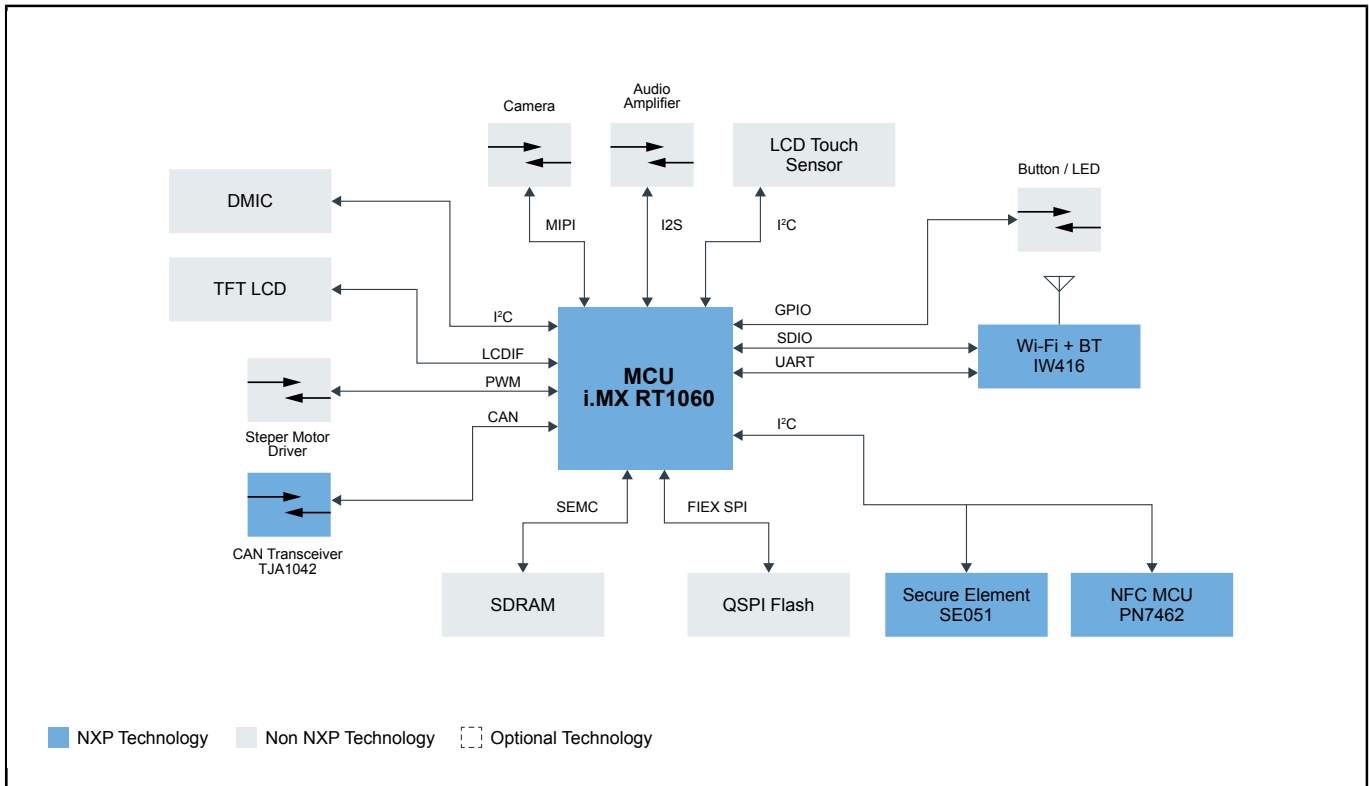 Camera
Audio
Amplifier
LCD Touch
Sensor
Button / LED
DMIC
MIPI
I2S
I²C
TFT LCD
GPIO
I²C
SDIO
Wi-Fi + BT
IW416
LCDIF
UART
MCU
i.MX RT1060
PWM
CAN
I²C
Steper Motor
Driver
SEMC
FIEX SPI
CAN Transceiver
TJA1042
SDRAM
QSPI Flash
Secure Element
SE051
NFC MCU
PN7462
NXP Technology
Non NXP Technology
Optional Technology